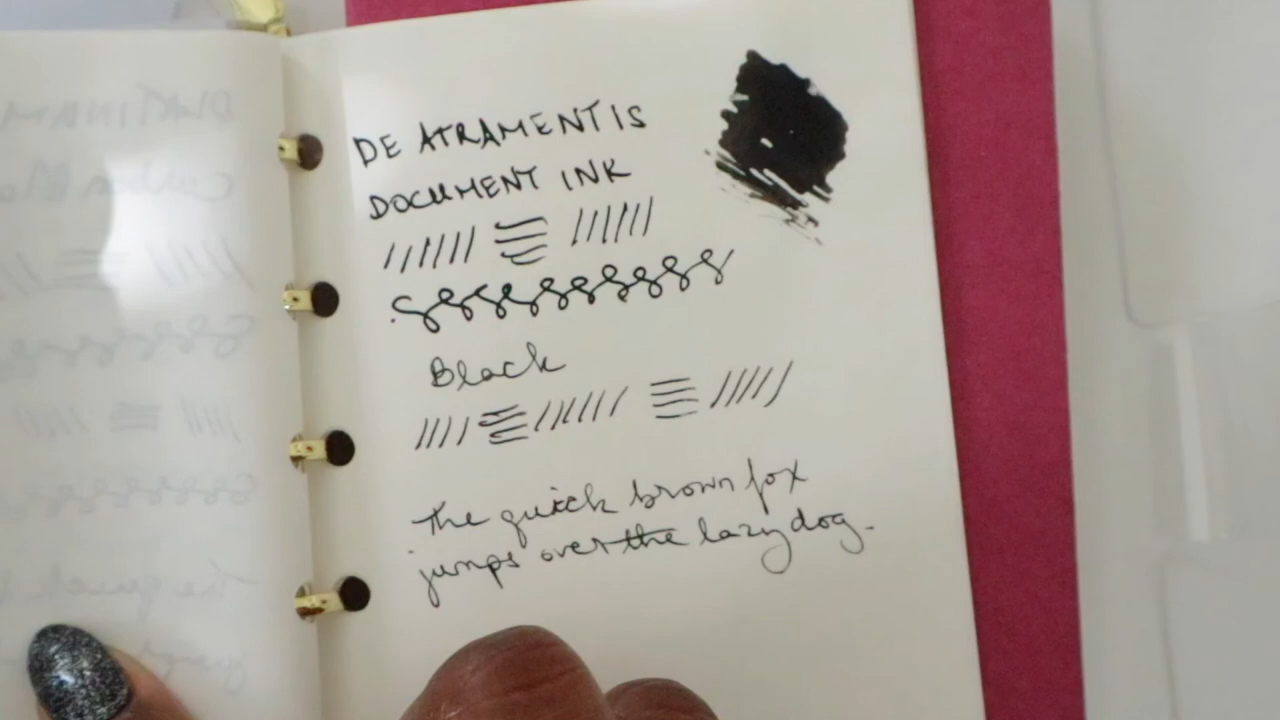 DE ATRAMENTIS
DOCUMENT INK
Black
The quick brown fox
jumps over the lazy dog.